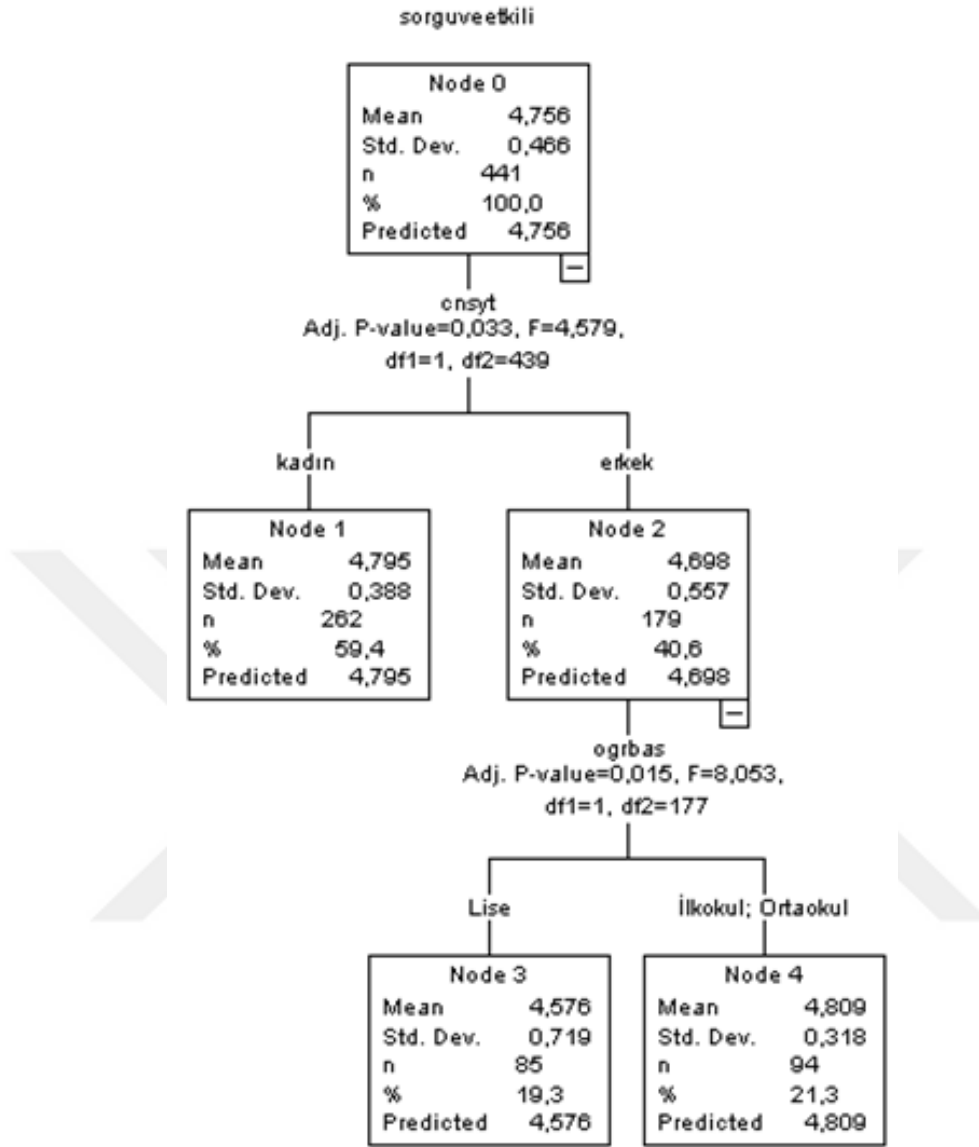 sorguveetkili
Node 0
Mean 4,756
Std. Dev. 0,466
n 441
% 100,0
Predicted 4,756
cnsyt
Adj. P-value=0,033, F=4,579,
df1=1, df2=439
kadın
erkek
Node 1
Mean 4,795
Std. Dev. 0,388
n 262
% 59,4
Predicted 4,795
Node 2
Mean 4,698
Std. Dev. 0,557
n 179
% 40,6
Predicted 4,698
ogrbas
Adj. P-value=0,015, F=8,053,
df1=1, df2=177
Lise
İlkokul; Ortaokul
Node 3
Mean 4,576
Std. Dev. 0,719
n 85
% 19,3
Predicted 4,576
Node 4
Mean 4,809
Std. Dev. 0,318
n 94
% 21,3
Predicted 4,809